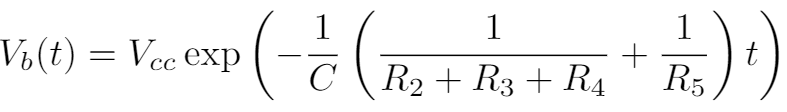 V_b(t) = V_{cc} \exp\left(-\frac{1}{C}\left(\frac{1}{R_2 + R_3 + R_4} + \frac{1}{R_5}\right)t\right)